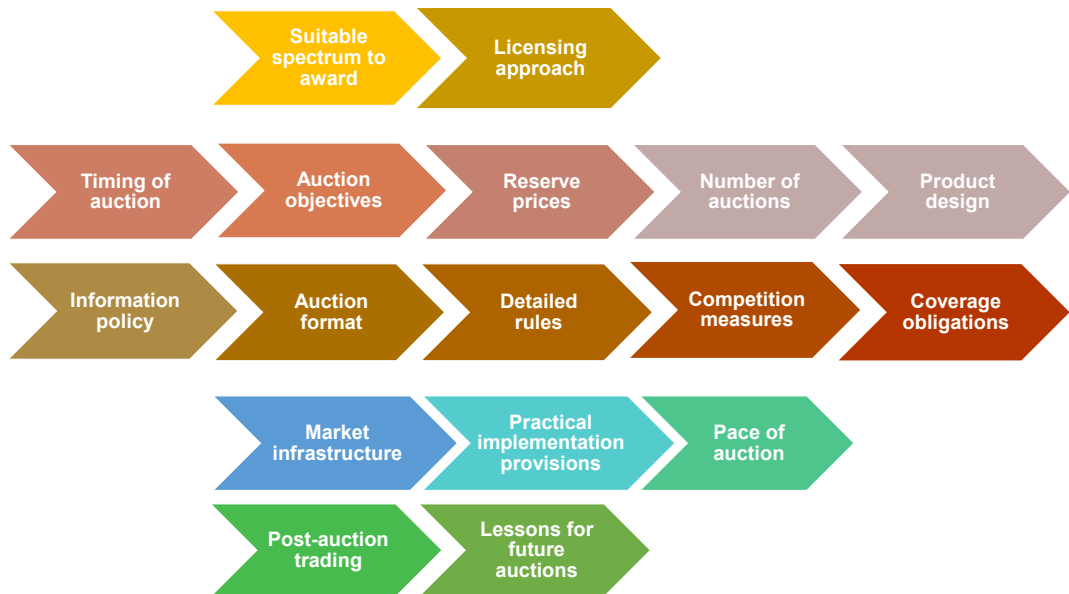 Suitable
spectrum to
award
Licensing
approach
Timing of
auction
Auction
objectives
Reserve
prices
Number of
auctions
Product
design
Information
policy
Auction
format
Detailed
rules
Competition
measures
Coverage
obligations
Market
infrastructure
Practical
implementation
provisions
Pace of
auction
Post-auction
trading
Lessons for
future
auctions